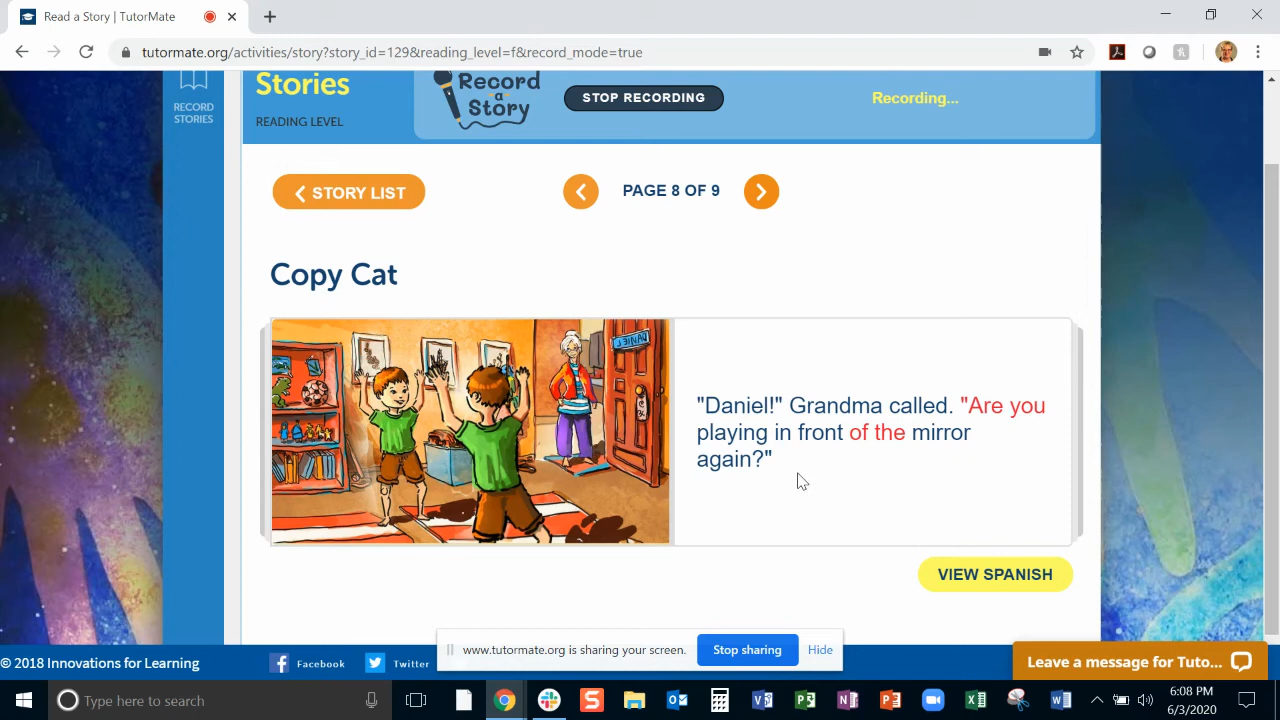 Read a Story | TutorMate
tutormate.org/activities/story?story_id=129&reading_level=f&record_mode=true
RECORD
STORIES
Stories
READING LEVEL
Record
a
Story
STOP RECORDING
Recording...
STORY LIST
PAGE 8 OF 9
Copy Cat
DANIEL
"Daniel!" Grandma called. "Are you
playing in front of the mirror
again?"
VIEW SPANISH
www.tutormate.org is sharing your screen.
Stop sharing
Hide
© 2018 Innovations for Learning
Facebook
Twitter
Leave a message for Tuto...
Type here to search
6:08 PM
6/3/2020